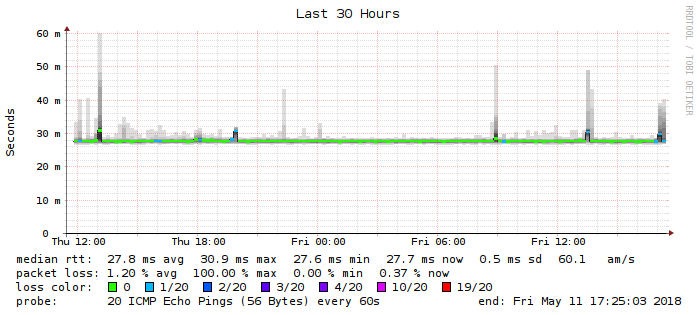 Last 30 Hours
RRDTOOL / TOBI OETIKER
Seconds
60 m
50 m
40 m
30 m
20 m
10 m
0
Thu 12:00 Thu 18:00 Fri 00:00 Fri 06:00 Fri 12:00
median rtt: 27.8 ms avg 30.9 ms max 27.6 ms min 27.7 ms now 0.5 ms sd 60.1 am/s
packet loss: 1.20 % avg 100.00 % max 0.00 % min 0.37 % now
loss color: 0 1/20 2/20 3/20 4/20 10/20 19/20
probe: 20 ICMP Echo Pings (56 Bytes) every 60s end: Fri May 11 17:25:03 2018